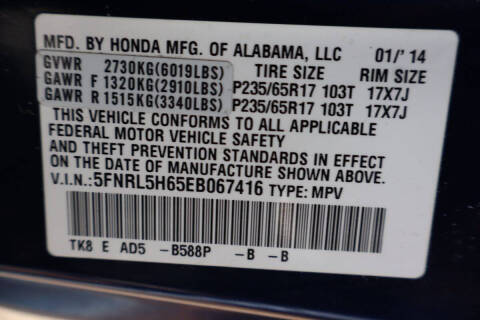 MFD. BY HONDA MFG. OF ALABAMA, LLC 01/'14
GVWR 2730KG(6019LBS) TIRE SIZE RIM SIZE
GAWR F 1320KG(2910LBS) P235/65R17 103T 17X7J
GAWR R 1515KG(3340LBS) P235/65R17 103T 17X7J
THIS VEHICLE CONFORMS TO ALL APPLICABLE
FEDERAL MOTOR VEHICLE SAFETY
AND THEFT PREVENTION STANDARDS IN EFFECT
ON THE DATE OF MANUFACTURE SHOWN ABOVE.
V.I.N.:5FNRL5H65EB067416 TYPE: MPV
TK8 E AD5 -B588P -B -B